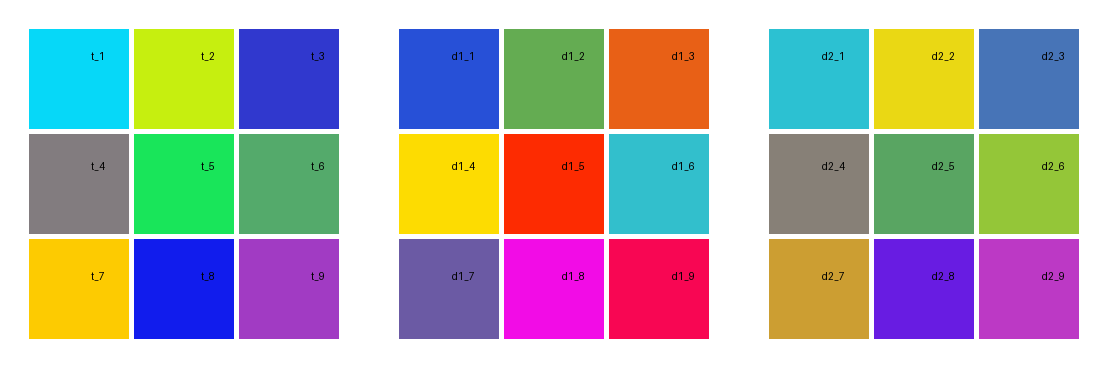 t_1 t_2 t_3 d1_1 d1_2 d1_3 d2_1 d2_2 d2_3
t_4 t_5 t_6 d1_4 d1_5 d1_6 d2_4 d2_5 d2_6
t_7 t_8 t_9 d1_7 d1_8 d1_9 d2_7 d2_8 d2_9